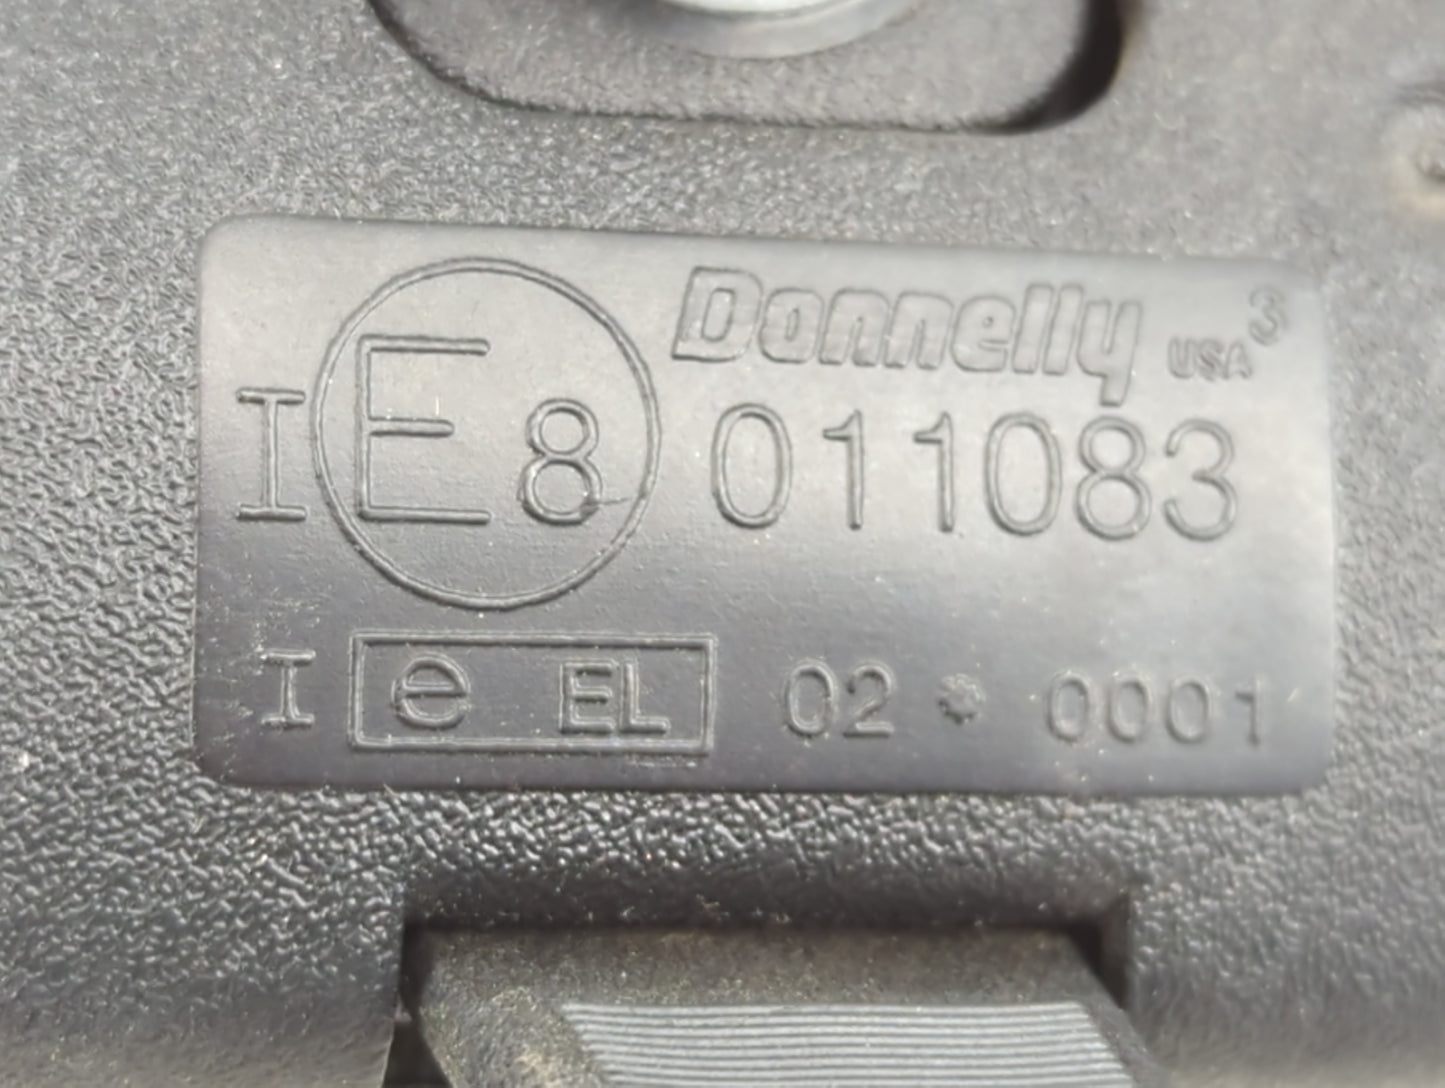 Donnelly USA 3
I E8 011083
I e EL 02 * 0001